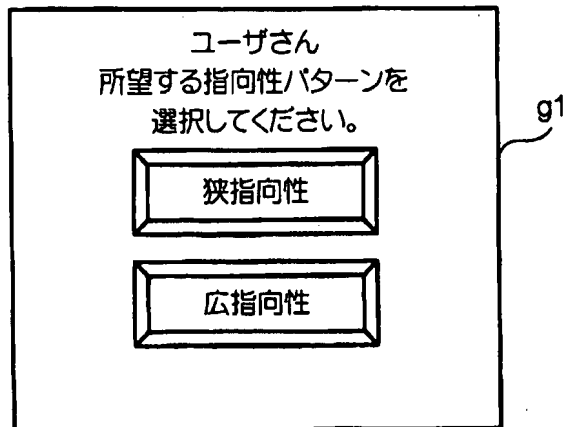 ユーザさん
所望する指向性パターンを
選択してください。
g1
狭指向性
広指向性